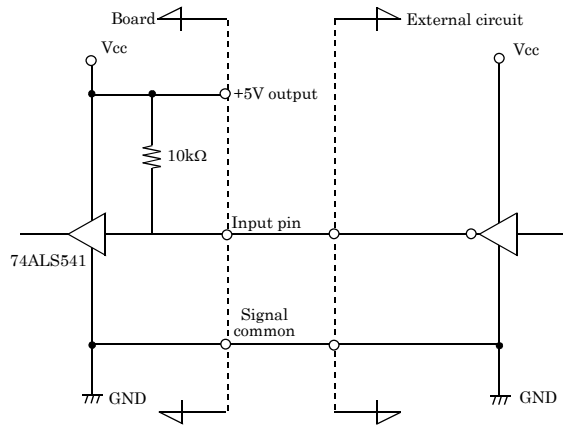 Board
External circuit
Vcc
Vcc
+5V output
10kΩ
Input pin
74ALS541
Signal
common
GND
GND